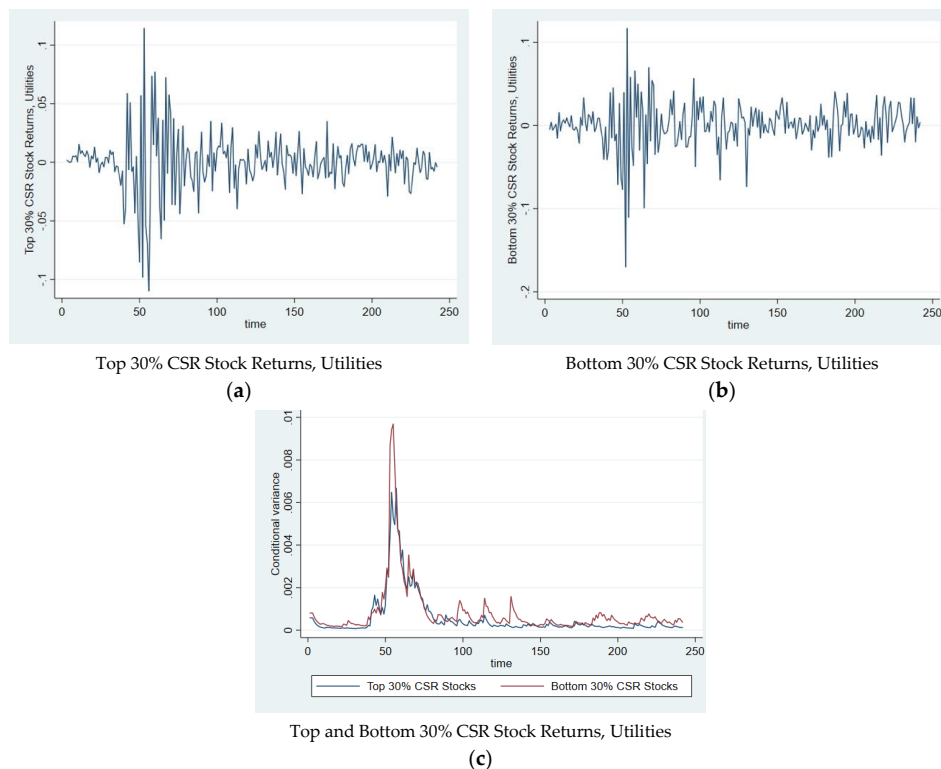 Top 30% CSR Stock Returns, Utilities
.1
.05
0
-.05
-.1
0 50 100 150 200 250
time
Bottom 30% CSR Stock Returns, Utilities
.1
0
-.1
-.2
0 50 100 150 200 250
time
Top 30% CSR Stock Returns, Utilities
(a)
Bottom 30% CSR Stock Returns, Utilities
(b)
Conditional variance
.01
.008
.006
.004
.002
0
0 50 100 150 200 250
time
Top 30% CSR Stocks Bottom 30% CSR Stocks
Top and Bottom 30% CSR Stock Returns, Utilities
(c)